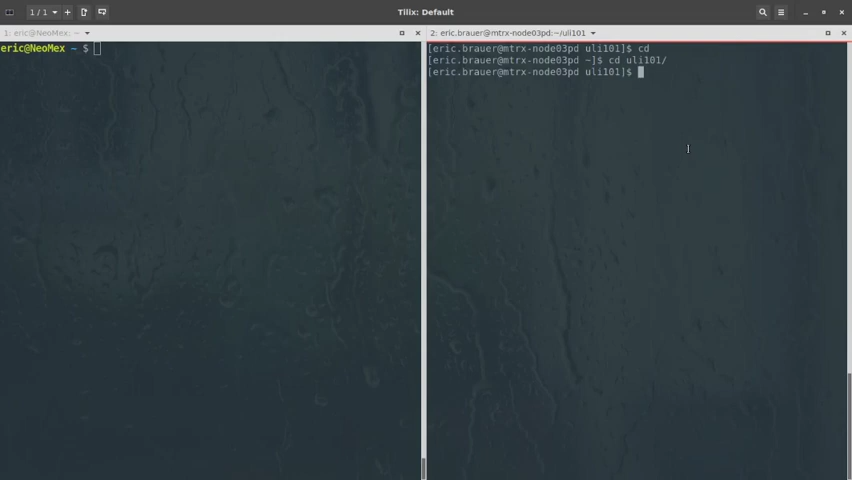 1 / 1
Tilix: Default
1: eric@NeoMex: ~
eric@NeoMex ~ $
2: eric.brauer@mtrx-node03pd:~/uli101
[eric.brauer@mtrx-node03pd uli101]$ cd
[eric.brauer@mtrx-node03pd ~]$ cd uli101/
[eric.brauer@mtrx-node03pd uli101]$